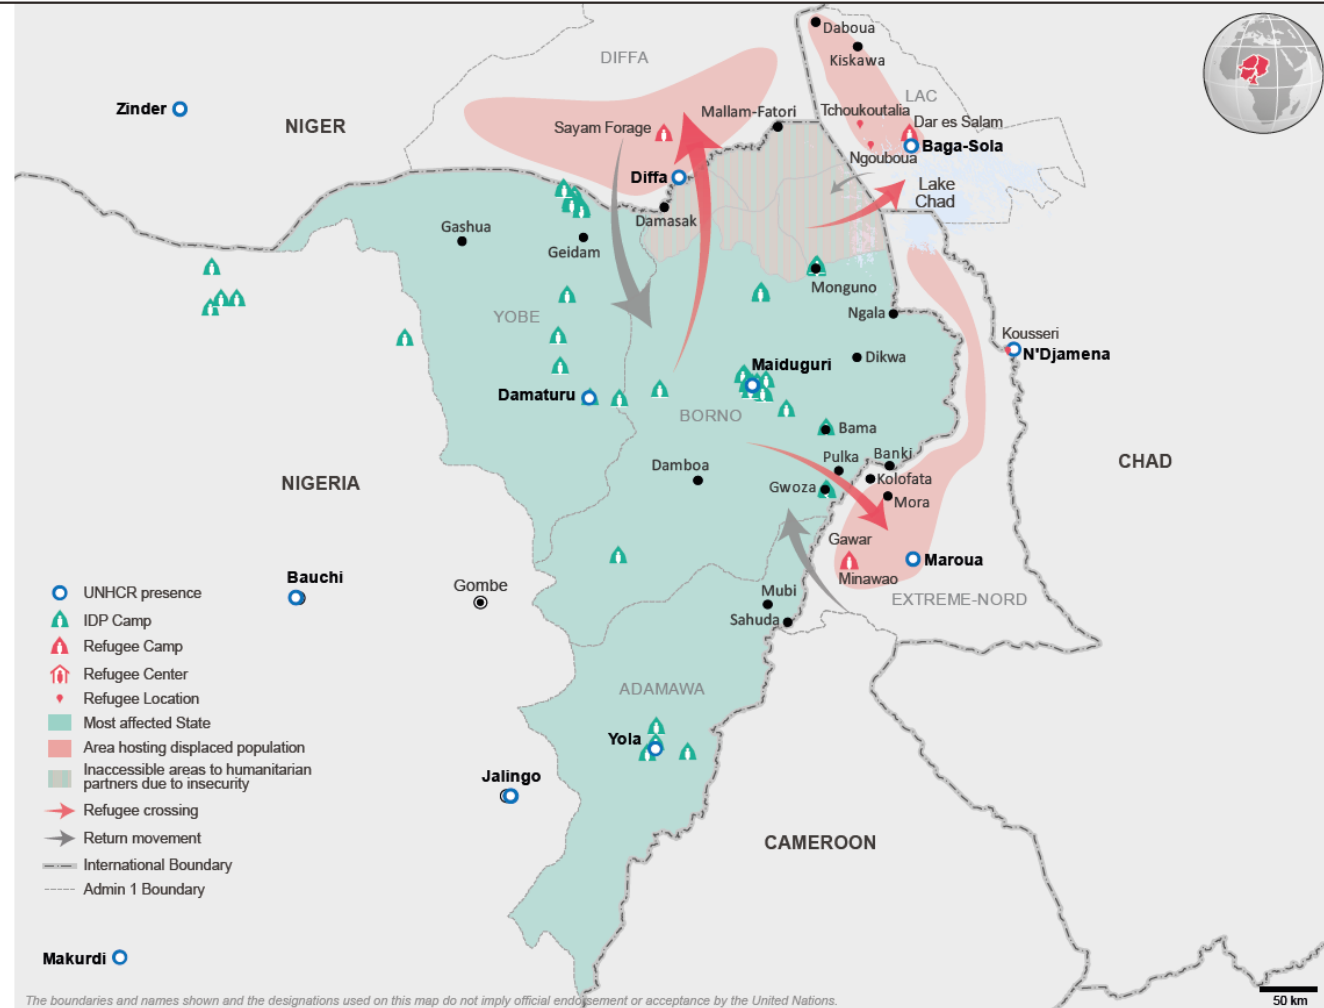 Daboua
Kiskawa
DIFFA
LAC
Zinder
NIGER
Mallam-Fatori
Tchoukoutalia
Dar es Salam
Sayam Forage
Baga-Sola
Ngouboua
Diffa
Lake
Chad
Damasak
Gashua
Geidam
Monguno
Ngala
YOBE
Kousseri
N'Djamena
Dikwa
Maiduguri
Damaturu
BORNO
Bama
Banki
Pulka
CHAD
Damboa
Kolofata
NIGERIA
Gwoza
Mora
Gawar
Maroua
Minawao
Bauchi
Gombe
EXTREME-NORD
Mubi
Sahuda
ADAMAWA
Yola
Jalingo
CAMEROON
Makurdi
UNHCR presence
IDP Camp
Refugee Camp
Refugee Center
Refugee Location
Most affected State
Area hosting displaced population
Inaccessible areas to humanitarian
partners due to insecurity
Refugee crossing
Return movement
International Boundary
Admin 1 Boundary
The boundaries and names shown and the designations used on this map do not imply official endorsement or acceptance by the United Nations.
50 km